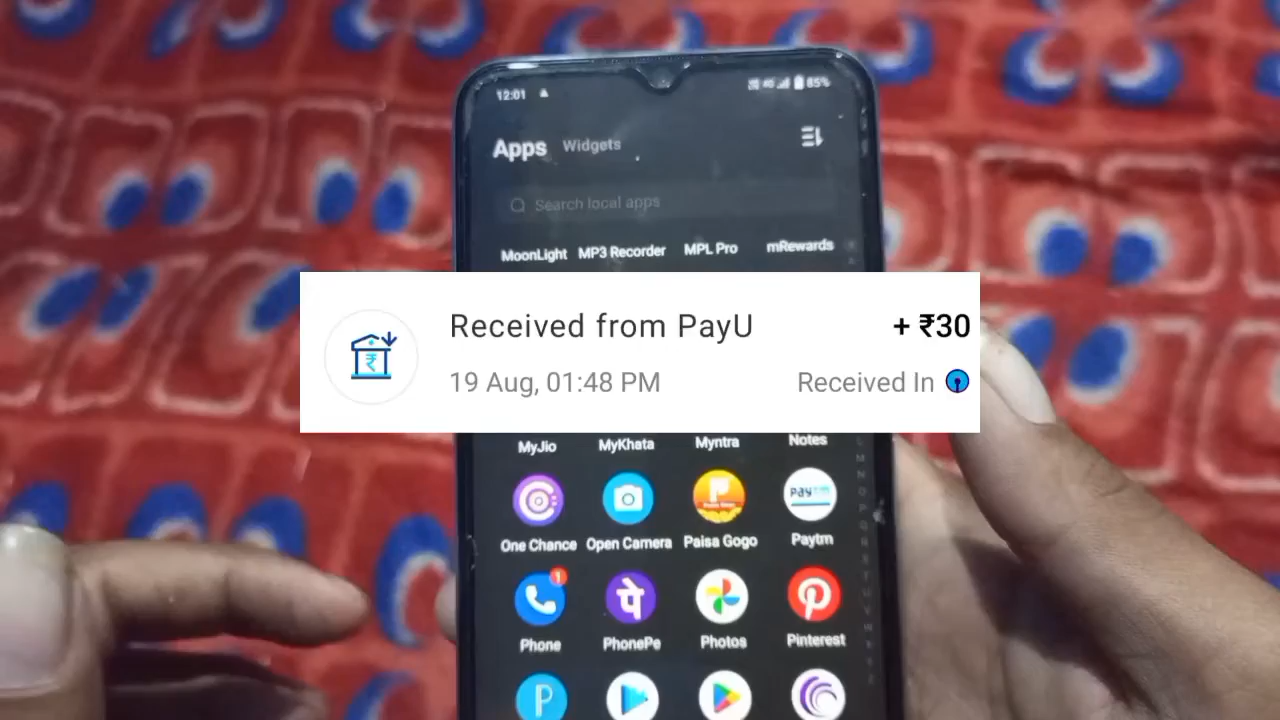 12:01 85%
Apps Widgets
Search local apps
MoonLight MP3 Recorder MPL Pro mRewards
Received from PayU + ₹30
19 Aug, 01:48 PM Received In
MyJio MyKhata Myntra Notes
Paytm
One Chance Open Camera Paisa Gogo Paytm
1
Phone PhonePe Photos Pinterest